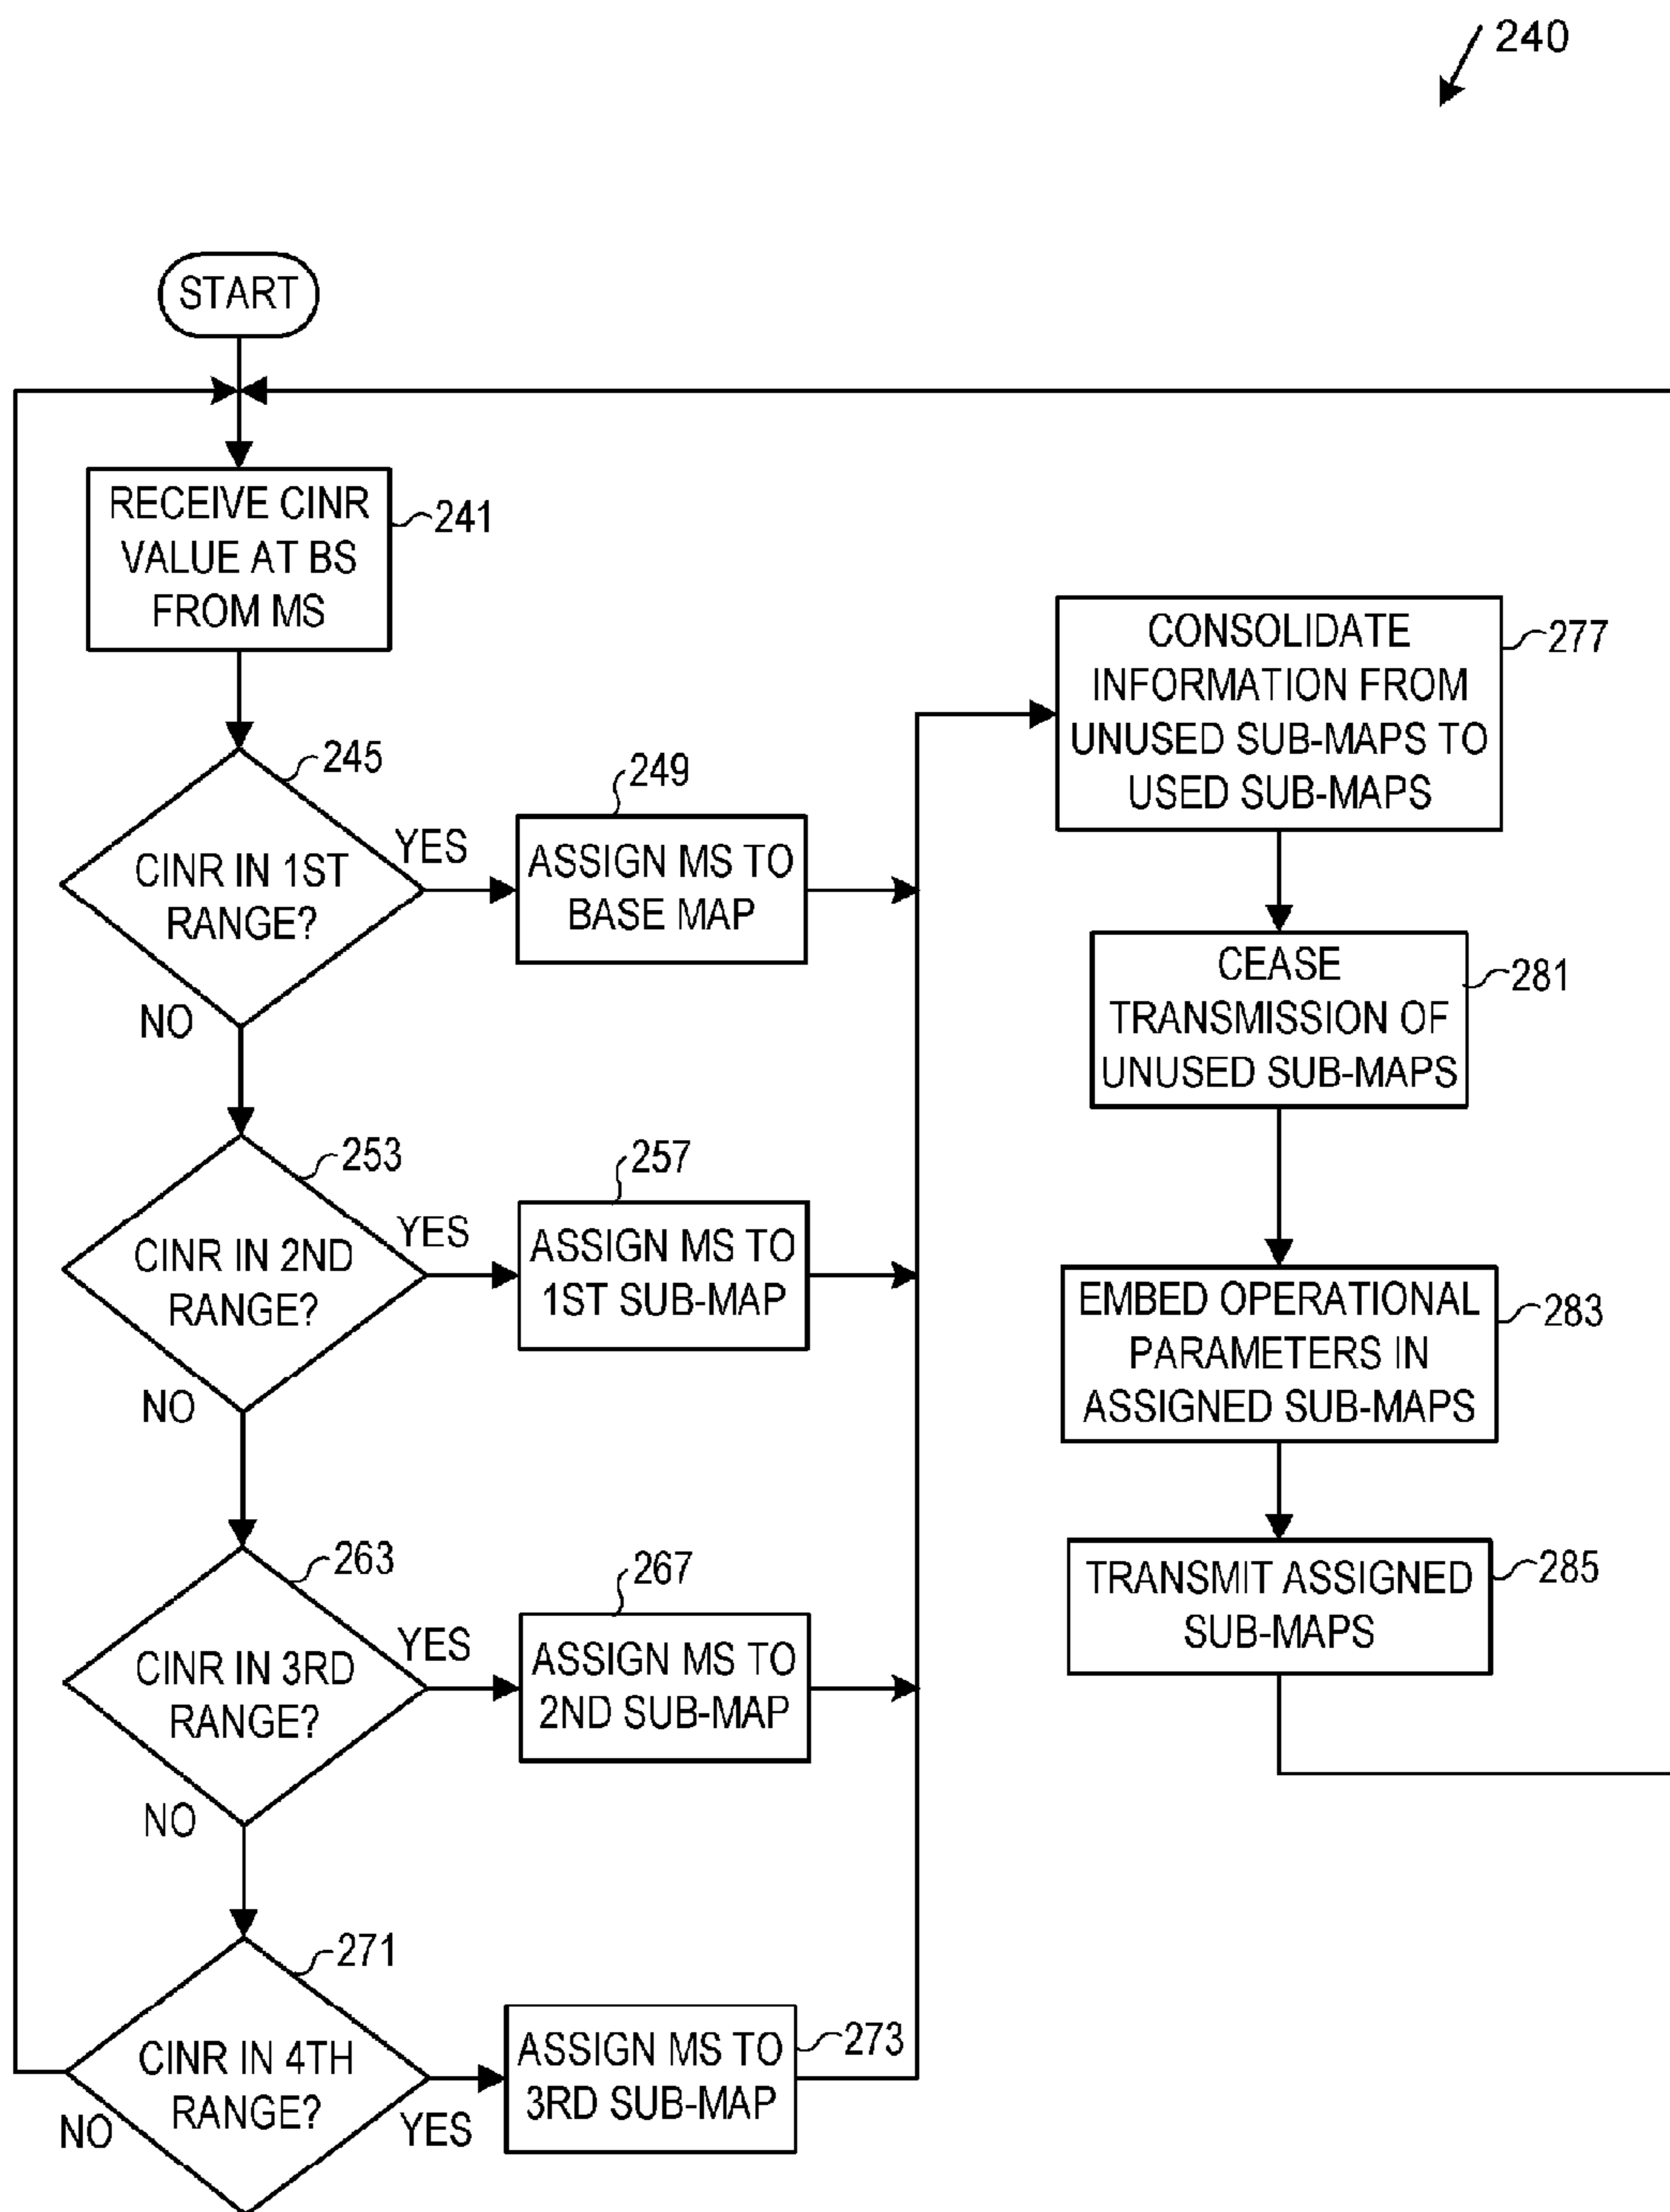 240
START
RECEIVE CINR
VALUE AT BS
FROM MS
241
245
CINR IN 1ST
RANGE?
YES
NO
249
ASSIGN MS TO
BASE MAP
253
CINR IN 2ND
RANGE?
YES
NO
257
ASSIGN MS TO
1ST SUB-MAP
263
CINR IN 3RD
RANGE?
YES
NO
267
ASSIGN MS TO
2ND SUB-MAP
271
CINR IN 4TH
RANGE?
NO
YES
ASSIGN MS TO
3RD SUB-MAP
273
CONSOLIDATE
INFORMATION FROM
UNUSED SUB-MAPS TO
USED SUB-MAPS
277
CEASE
TRANSMISSION OF
UNUSED SUB-MAPS
281
EMBED OPERATIONAL
PARAMETERS IN
ASSIGNED SUB-MAPS
283
TRANSMIT ASSIGNED
SUB-MAPS
285